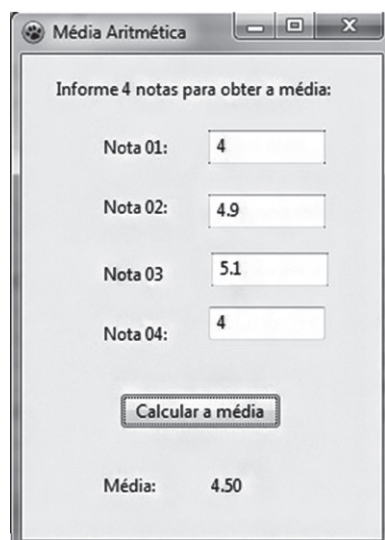 Média Aritmética
Informe 4 notas para obter a média:
Nota 01: 4
Nota 02: 4.9
Nota 03 5.1
Nota 04: 4
Calcular a média
Média: 4.50